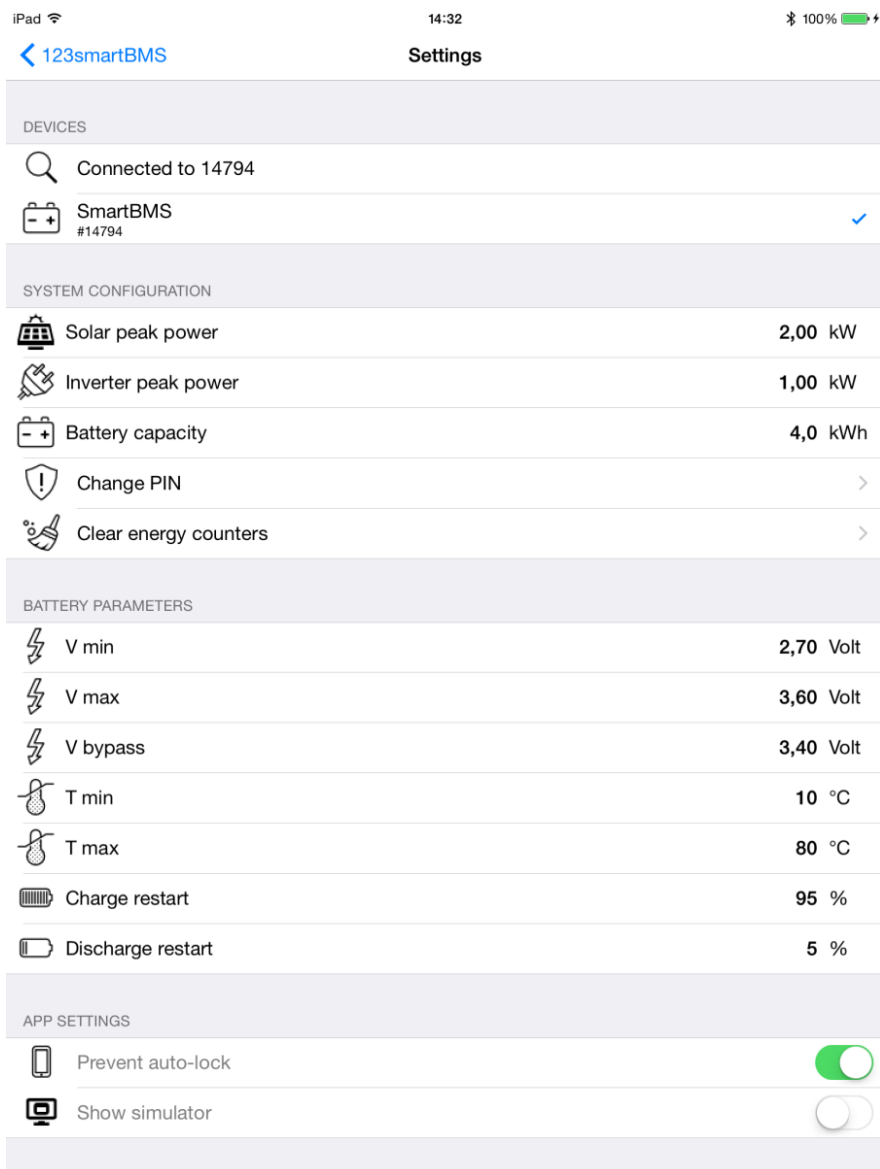 iPad 14:32 100%
123smartBMS Settings
DEVICES
Connected to 14794
SmartBMS
#14794
SYSTEM CONFIGURATION
Solar peak power 2,00 kW
Inverter peak power 1,00 kW
Battery capacity 4,0 kWh
Change PIN
Clear energy counters
BATTERY PARAMETERS
V min 2,70 Volt
V max 3,60 Volt
V bypass 3,40 Volt
T min 10 °C
T max 80 °C
Charge restart 95 %
Discharge restart 5 %
APP SETTINGS
Prevent auto-lock
Show simulator